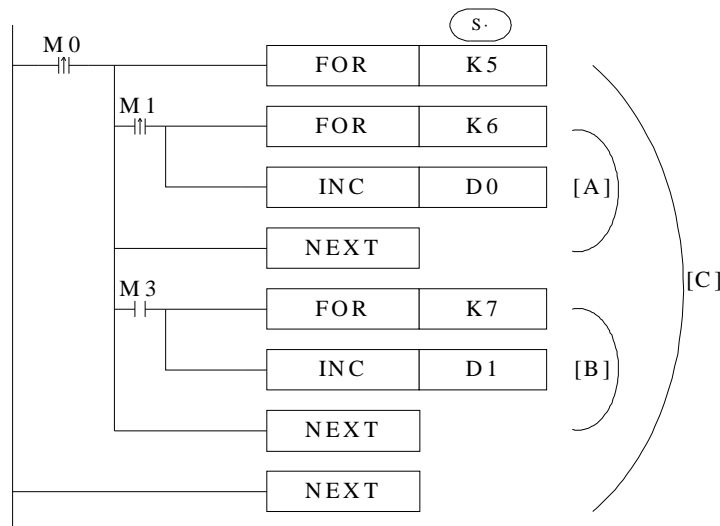 S·
M0
FOR K5
M1
FOR K6
INC D0
[A]
NEXT
[C]
M3
FOR K7
INC D1
[B]
NEXT
NEXT